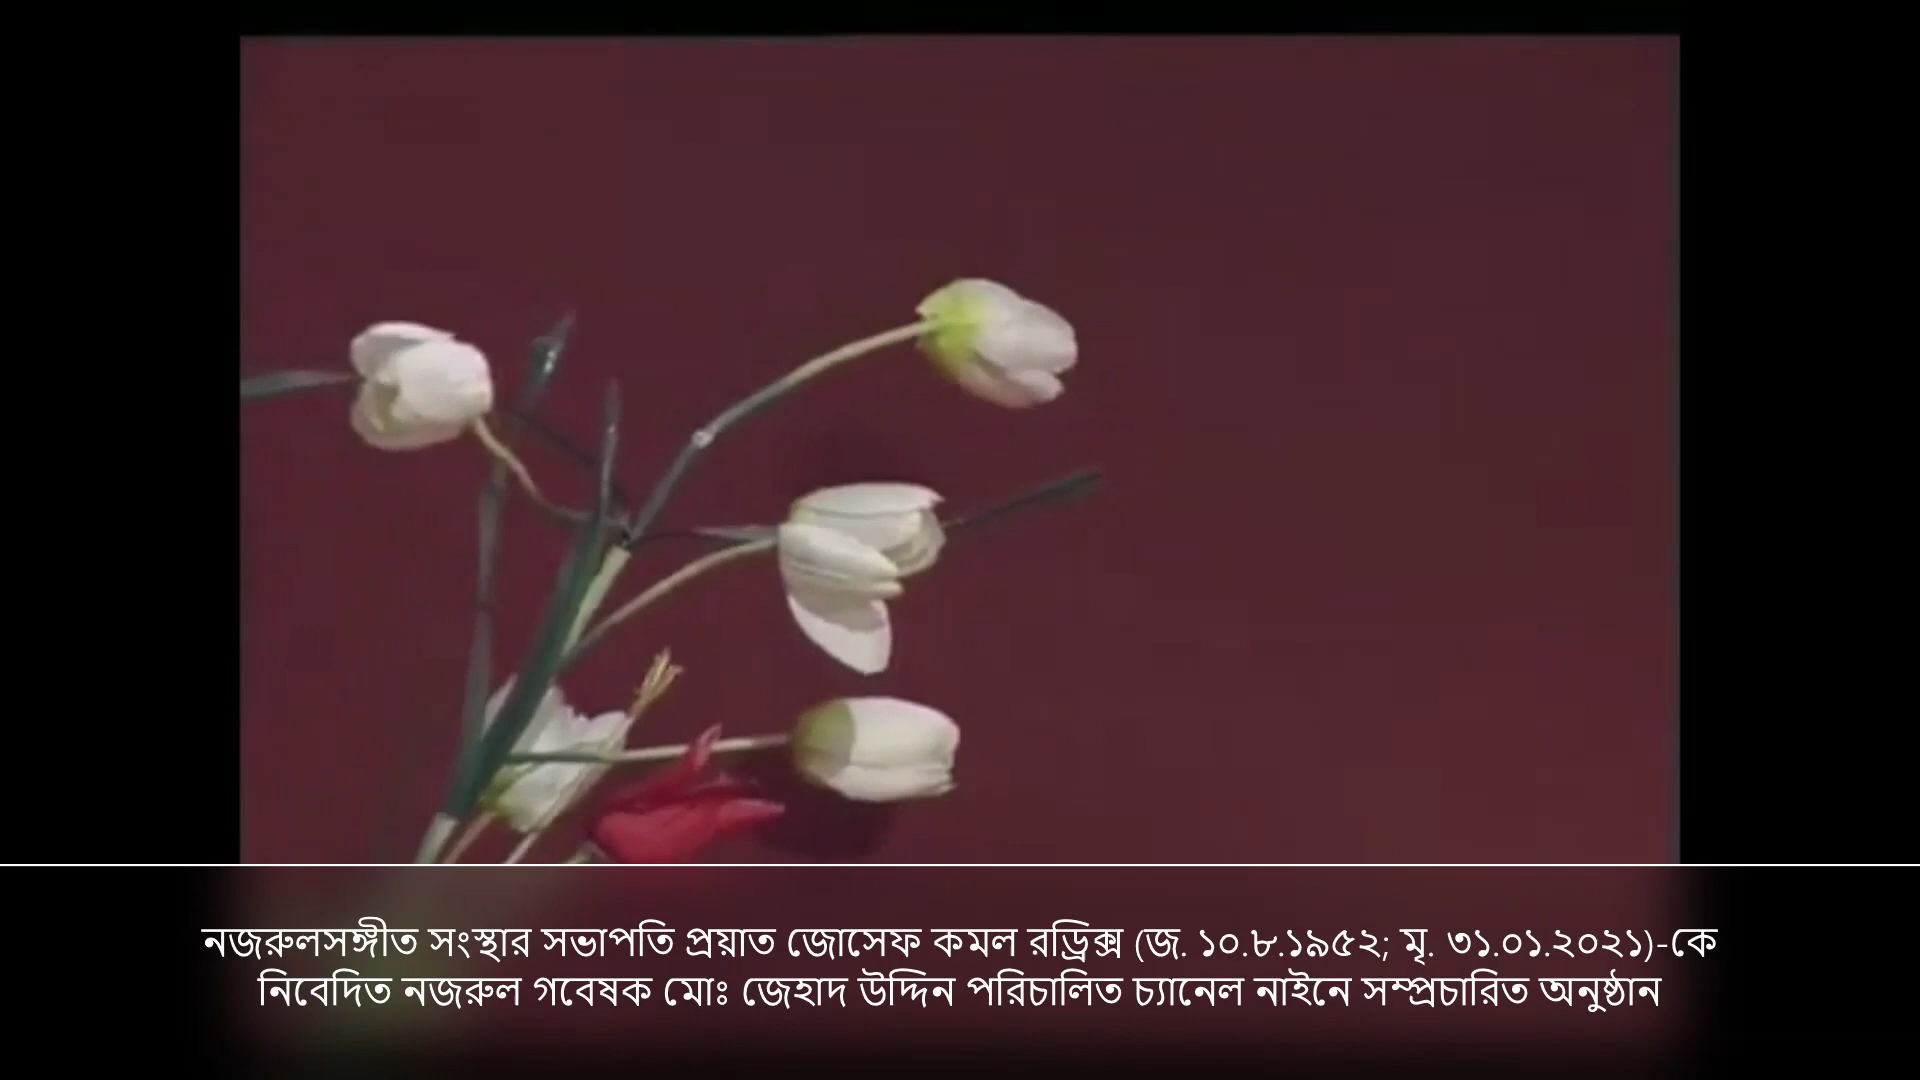 নজরুলসঙ্গীত সংস্থার সভাপতি প্রয়াত জোসেফ কমল রড্রিক্স (জ. ১০.৮.১৯৫২; মৃ. ৩১.০১.২০২১)-কে
নিবেদিত নজরুল গবেষক মোঃ জেহাদ উদ্দিন পরিচালিত চ্যানেল নাইনে সম্প্রচারিত অনুষ্ঠান